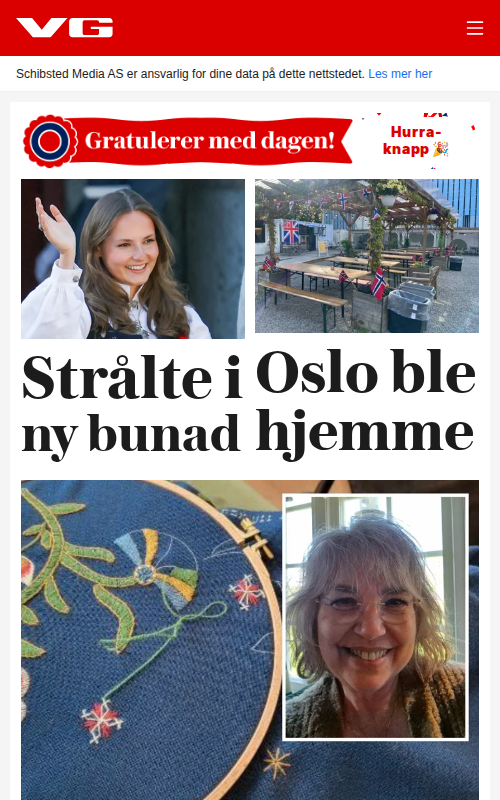 VG
Schibsted Media AS er ansvarlig for dine data på dette nettstedet. Les mer her
Gratulerer med dagen!
Hurra-
knapp 🎉
Strålte i
ny bunad
Oslo ble
hjemme